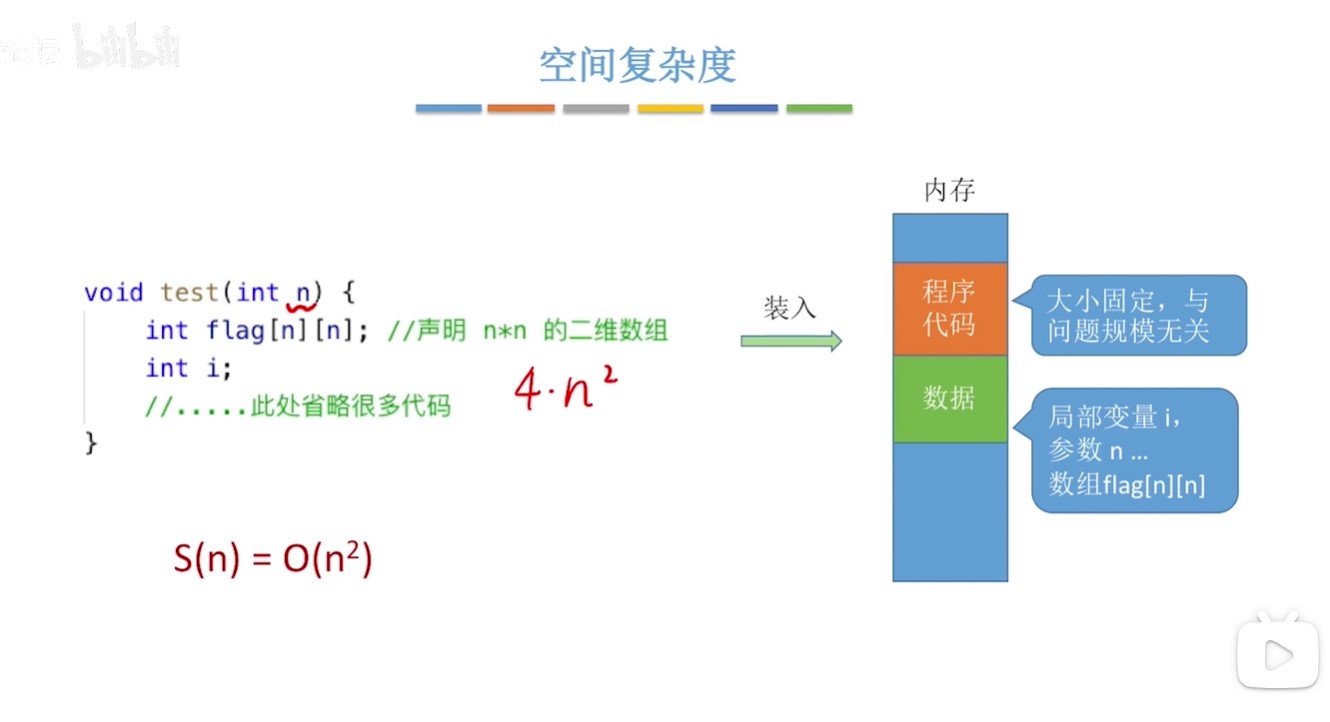 bilibili
空间复杂度
内存
void test(int n) {
int flag[n][n]; //声明 n*n 的二维数组
int i;
//.....此处省略很多代码
}
4·n²
S(n) = O(n²)
装入
程序
代码
数据
大小固定，与
问题规模无关
局部变量 i，
参数 n ...
数组flag[n][n]